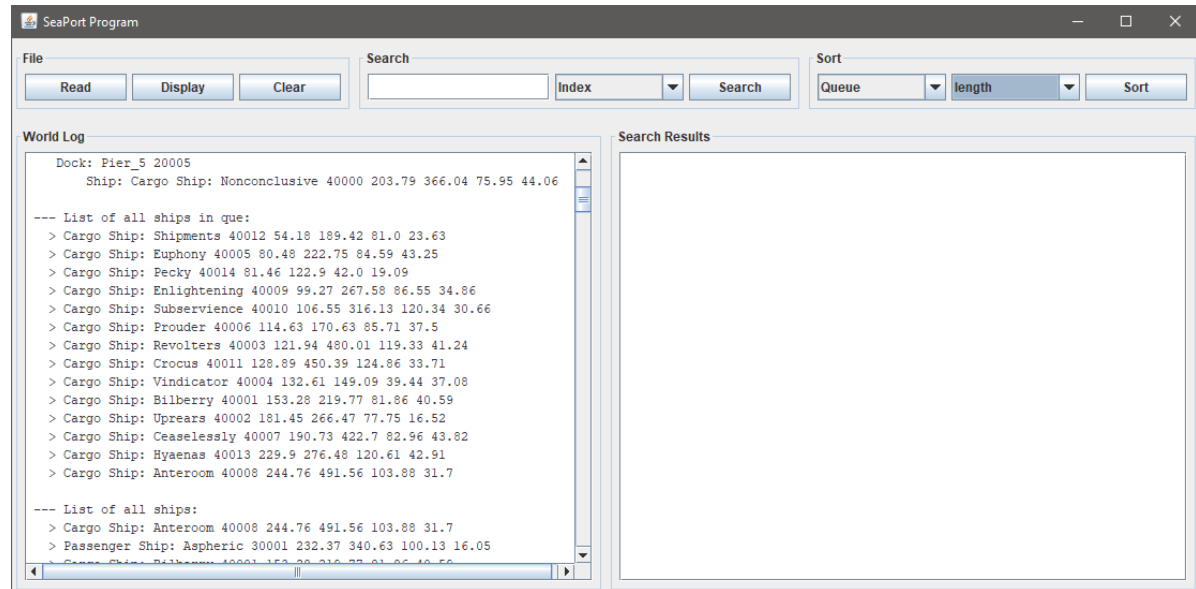 SeaPort Program
File
Search
Sort
Read Display Clear
Index Search
Queue length Sort
World Log
Search Results
Dock: Pier_5 20005
Ship: Cargo Ship: Nonconclusive 40000 203.79 366.04 75.95 44.06
--- List of all ships in que:
> Cargo Ship: Shipments 40012 54.18 189.42 81.0 23.63
> Cargo Ship: Euphony 40005 80.48 222.75 84.59 43.25
> Cargo Ship: Pecky 40014 81.46 122.9 42.0 19.09
> Cargo Ship: Enlightening 40009 99.27 267.58 86.55 34.86
> Cargo Ship: Subservience 40010 106.55 316.13 120.34 30.66
> Cargo Ship: Prouder 40006 114.63 170.63 85.71 37.5
> Cargo Ship: Revolters 40003 121.94 480.01 119.33 41.24
> Cargo Ship: Crocus 40011 128.89 450.39 124.86 33.71
> Cargo Ship: Vindicator 40004 132.61 149.09 39.44 37.08
> Cargo Ship: Bilberry 40001 153.28 219.77 81.86 40.59
> Cargo Ship: Uprears 40002 181.45 266.47 77.75 16.52
> Cargo Ship: Ceaselessly 40007 190.73 422.7 82.96 43.82
> Cargo Ship: Hyaenas 40013 229.9 276.48 120.61 42.91
> Cargo Ship: Anteroom 40008 244.76 491.56 103.88 31.7
--- List of all ships:
> Cargo Ship: Anteroom 40008 244.76 491.56 103.88 31.7
> Passenger Ship: Aspheric 30001 232.37 340.63 100.13 16.05
> Cargo Ship: Bilberry 40001 153.28 219.77 81.86 40.59